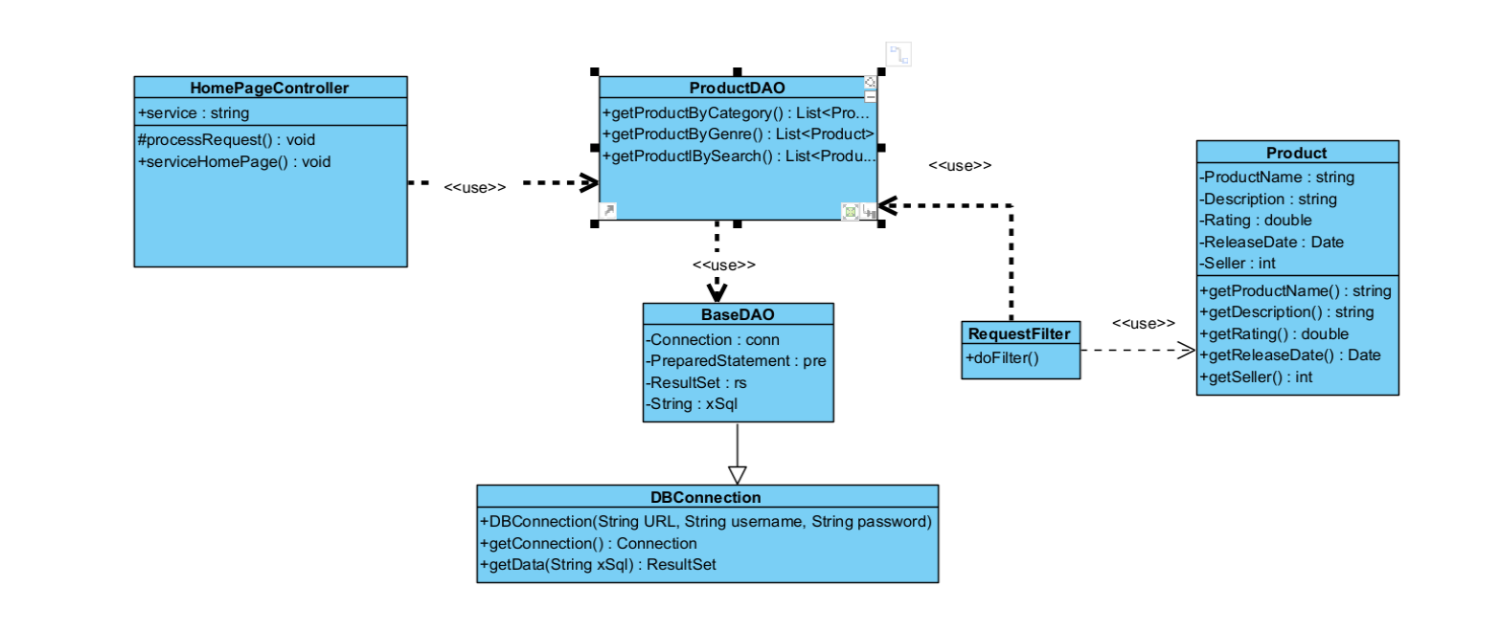 HomePageController
+service : string
#processRequest() : void
+serviceHomePage() : void
<<use>>
ProductDAO
+getProductByCategory() : List<Pro...
+getProductByGenre() : List<Product>
+getProductlBySearch() : List<Produ...
<<use>>
<<use>>
BaseDAO
-Connection : conn
-PreparedStatement : pre
-ResultSet : rs
-String : xSql
DBConnection
+DBConnection(String URL, String username, String password)
+getConnection() : Connection
+getData(String xSql) : ResultSet
RequestFilter
+doFilter()
<<use>>
Product
-ProductName : string
-Description : string
-Rating : double
-ReleaseDate : Date
-Seller : int
+getProductName() : string
+getDescription() : string
+getRating() : double
+getReleaseDate() : Date
+getSeller() : int